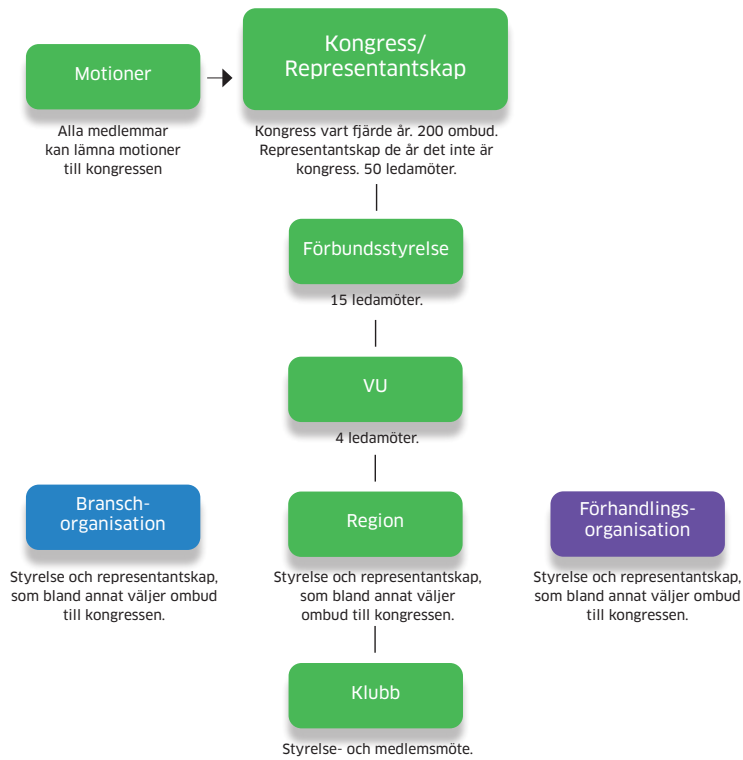 Motioner
Kongress/
Representantskap
Alla medlemmar
kan lämna motioner
till kongressen
Kongress vart fjärde år. 200 ombud.
Representantskap de år det inte är
kongress. 50 ledamöter.
Förbundsstyrelse
15 ledamöter.
VU
4 ledamöter.
Bransch-
organisation
Styrelse och representantskap,
som bland annat väljer ombud
till kongressen.
Region
Styrelse och representantskap,
som bland annat väljer
ombud till kongressen.
Förhandlings-
organisation
Styrelse och representantskap,
som bland annat väljer ombud
till kongressen.
Klubb
Styrelse- och medlemsmöte.